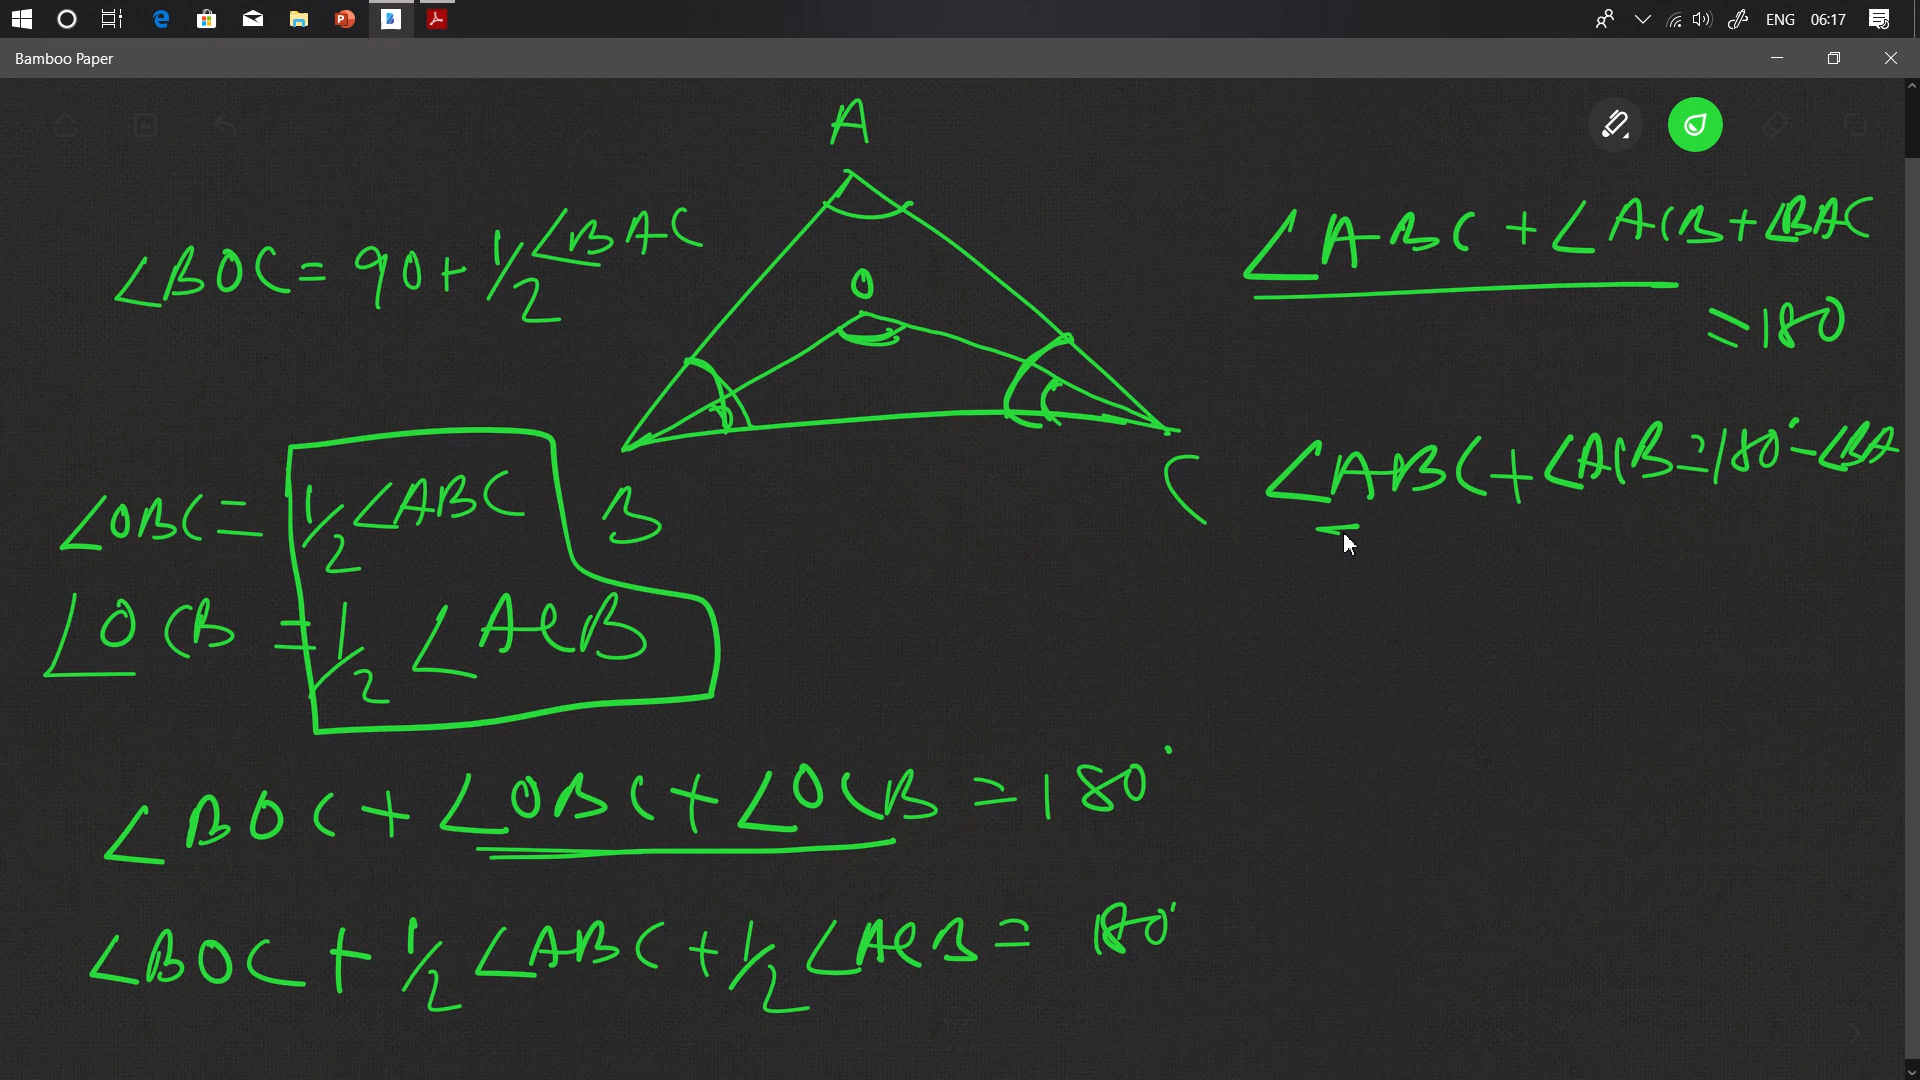 ENG 06:17
Bamboo Paper
A
∠BOC = 90 + 1/2 ∠BAC
O
∠ABC + ∠ACB + ∠BAC
= 180
B
C
∠ABC + ∠ACB = 180° - ∠BA
∠OBC = 1/2 ∠ABC
∠OCB = 1/2 ∠ACB
∠BOC + ∠OBC + ∠OCB = 180°
∠BOC + 1/2 ∠ABC + 1/2 ∠ACB = 180°